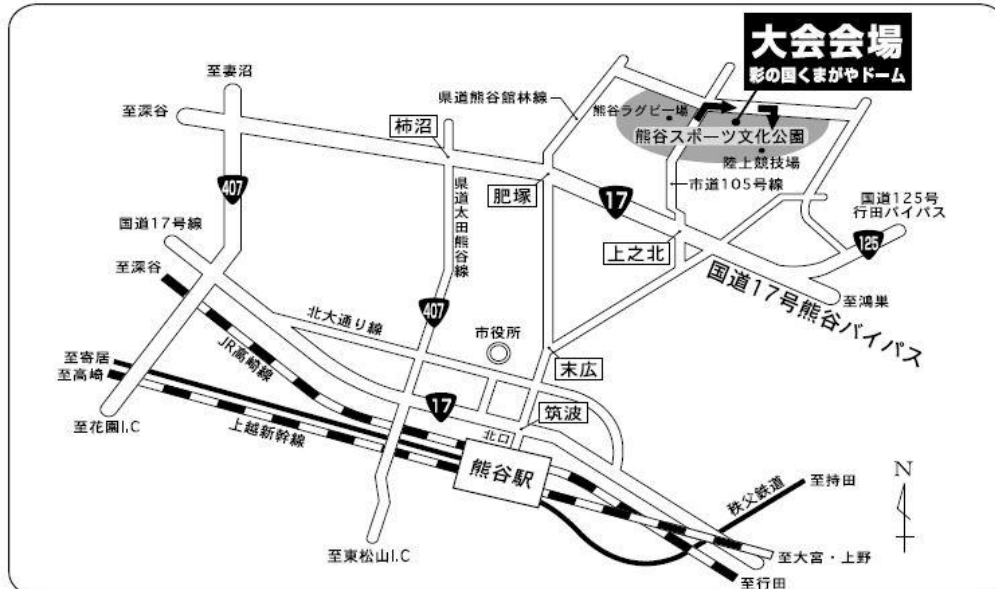 大会会場
彩の国くまがやドーム
至妻沼
至深谷
県道熊谷館林線
熊谷ラグビー場
熊谷スポーツ文化公園
陸上競技場
柿沼
肥塚
市道105号線
国道125号
行田バイパス
407
17
125
国道17号線
県道太田熊谷線
上之北
至深谷
国道17号熊谷バイパス
至鴻巣
407
北大通り線
市役所
JR高崎線
末広
至寄居
至高崎
17
筑波
至花園I.C
上越新幹線
北口
熊谷駅
秩父鉄道
至持田
N
至東松山I.C
至大宮・上野
至行田